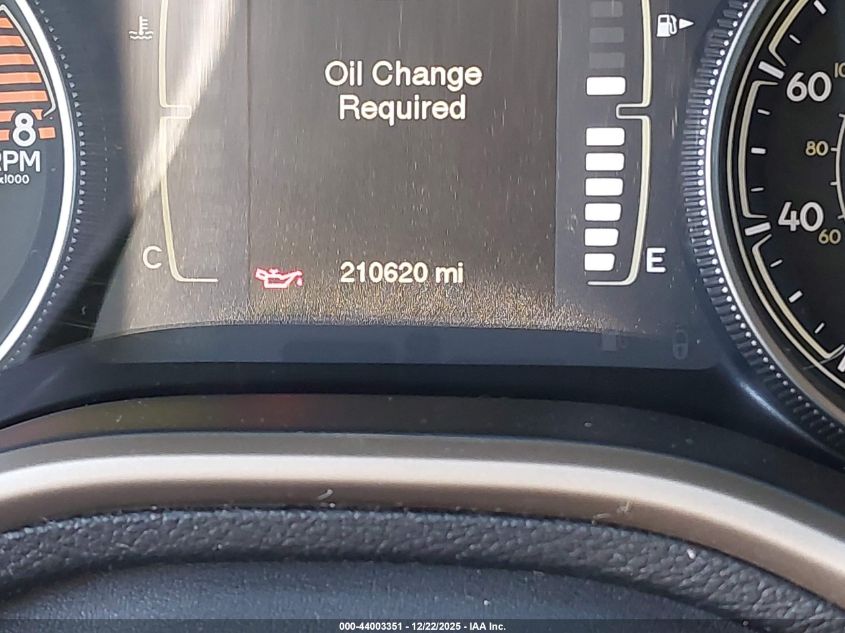 Oil Change
Required
8
RPM
x1000
C
210620 mi
E
60
80
40
60
000-44003351 - 12/22/2025 - IAA Inc.